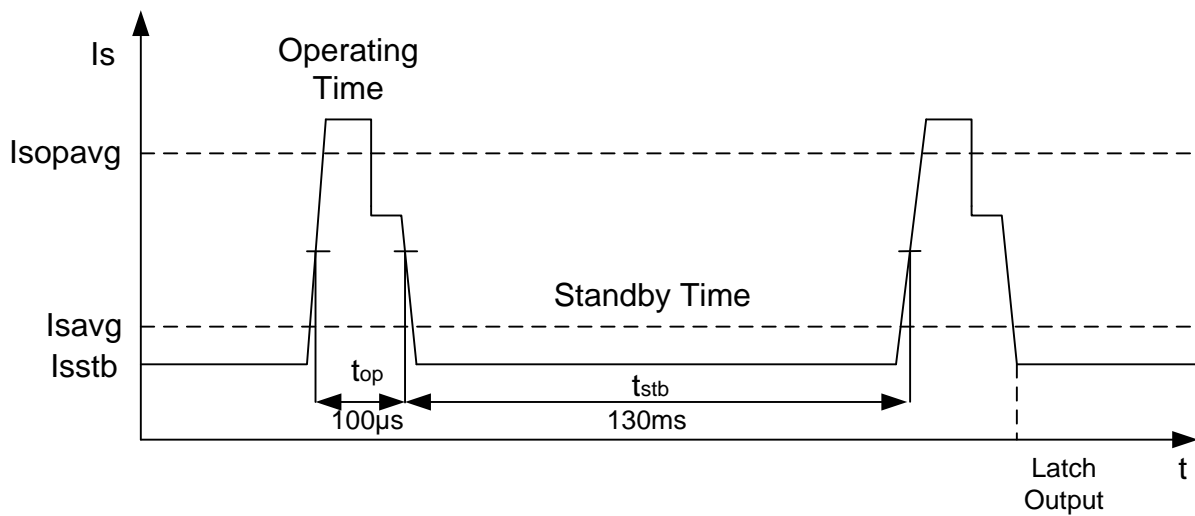 Is
Operating
Time
Isopavg
Standby Time
Isavg
Isstb
top
100µs
tstb
130ms
t
Latch
Output